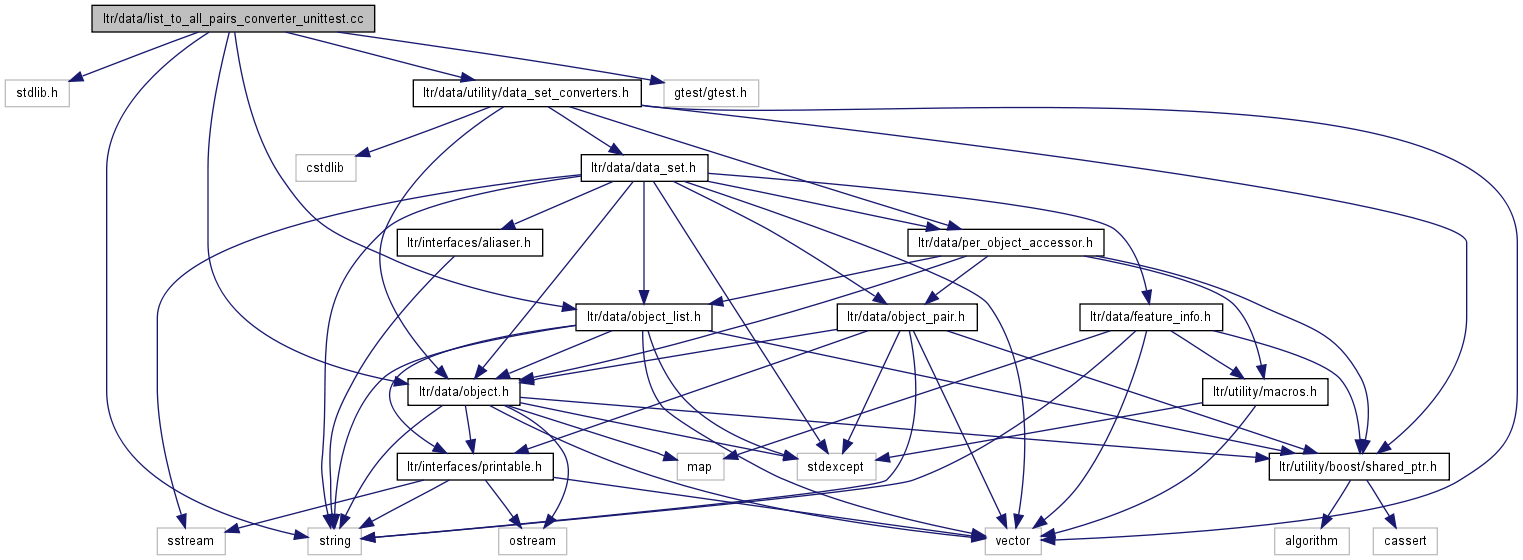 ltr/data/list_to_all_pairs_converter_unittest.cc
stdlib.h
ltr/data/utility/data_set_converters.h
gtest/gtest.h
cstdlib
ltr/data/data_set.h
ltr/interfaces/aliaser.h
ltr/data/per_object_accessor.h
ltr/data/object_list.h
ltr/data/object_pair.h
ltr/data/feature_info.h
ltr/data/object.h
ltr/utility/macros.h
ltr/interfaces/printable.h
map
stdexcept
ltr/utility/boost/shared_ptr.h
sstream
string
ostream
vector
algorithm
cassert